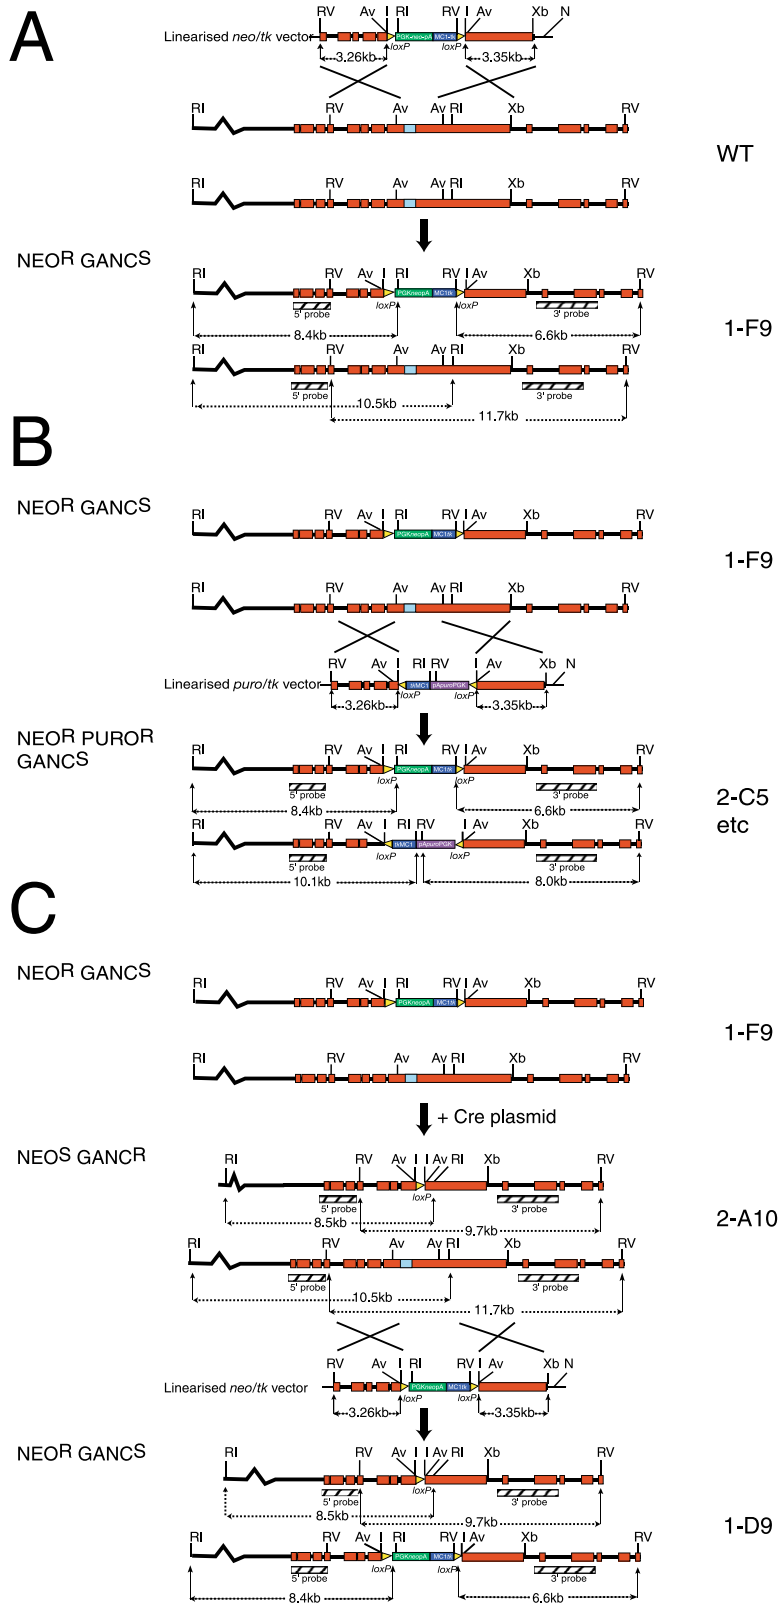 A
RV Av I RI RV I Av Xb N
Linearised neo/tk vector
PGK-neo-pA MC1-tk
loxP loxP
3.26kb 3.35kb
RI RV Av Av RI Xb RV
WT
RI RV Av Av RI Xb RV
NEOR GANCS
RI RV Av I RI RV I Av Xb RV
PGKneopA MC1tk
loxP loxP
5' probe 3' probe
8.4kb 6.6kb
1-F9
RI RV Av Av RI Xb RV
5' probe 3' probe
10.5kb
11.7kb
B
NEOR GANCS
RI RV Av I RI RV I Av Xb RV
PGKneopA MC1tk
1-F9
RI RV Av Av RI Xb RV
RV Av I RI RV I Av Xb N
Linearised puro/tk vector
tkMC1 pApuroPGK
loxP loxP
3.26kb 3.35kb
NEOR PUROR
GANCS
RI RV Av I RI RV I Av Xb RV
PGKneopA MC1tk
loxP loxP
5' probe 3' probe
8.4kb 6.6kb
2-C5
etc
RI RV Av I RI RV I Av Xb RV
tkMC1 pApuroPGK
loxP loxP
5' probe 3' probe
10.1kb 8.0kb
C
NEOR GANCS
RI RV Av I RI RV I Av Xb RV
PGKneopA MC1tk
1-F9
RI RV Av Av RI Xb RV
+ Cre plasmid
NEOS GANCR
RI RV Av I I Av RI Xb RV
loxP
5' probe 3' probe
8.5kb 9.7kb
2-A10
RI RV Av Av RI Xb RV
5' probe 3' probe
10.5kb
11.7kb
RV Av I RI RV I Av Xb N
Linearised neo/tk vector
PGKneopA MC1tk
loxP loxP
3.26kb 3.35kb
NEOR GANCS
RI RV Av I I Av RI Xb RV
loxP
5' probe 3' probe
8.5kb 9.7kb
1-D9
RI RV Av I RI RV I Av Xb RV
PGKneopA MC1tk
loxP loxP
5' probe 3' probe
8.4kb 6.6kb